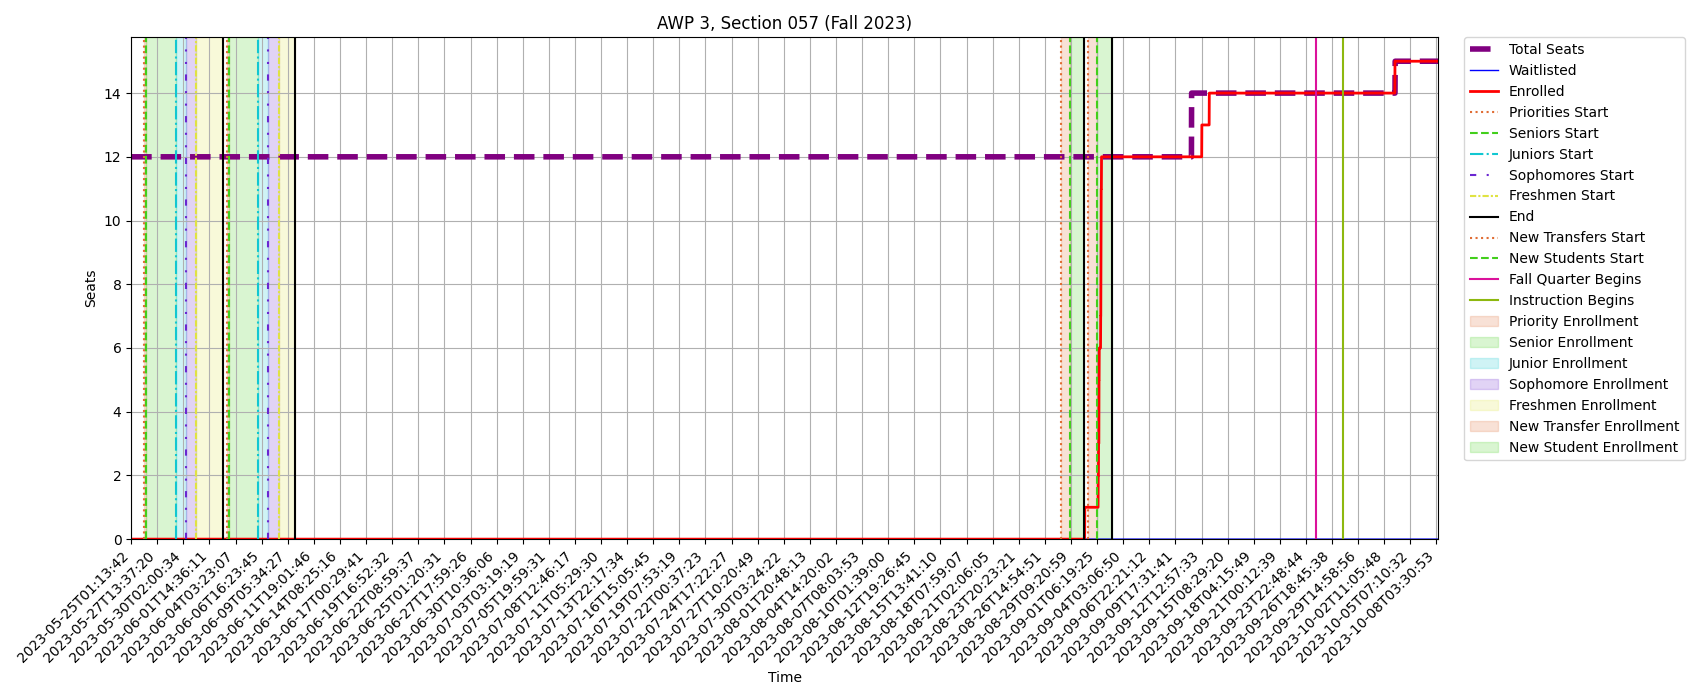 AWP 3, Section 057 (Fall 2023)
Seats
14
12
10
8
6
4
2
0
2023-05-25T01:13:42
2023-05-27T13:37:20
2023-05-30T02:00:34
2023-06-01T14:36:11
2023-06-04T03:23:07
2023-06-06T16:23:45
2023-06-09T05:34:27
2023-06-11T19:01:46
2023-06-14T08:25:16
2023-06-17T00:29:41
2023-06-19T16:52:32
2023-06-22T08:59:37
2023-06-25T01:20:31
2023-06-27T17:59:26
2023-06-30T10:36:06
2023-07-03T03:19:19
2023-07-05T19:59:31
2023-07-08T12:46:17
2023-07-11T05:29:30
2023-07-13T22:17:34
2023-07-16T15:05:45
2023-07-19T07:53:19
2023-07-22T00:37:23
2023-07-24T17:22:27
2023-07-27T10:20:49
2023-07-30T03:24:22
2023-08-01T20:48:13
2023-08-04T14:20:02
2023-08-07T08:03:53
2023-08-10T01:39:00
2023-08-12T19:26:45
2023-08-15T13:41:10
2023-08-18T07:59:07
2023-08-21T02:06:05
2023-08-23T20:23:21
2023-08-26T14:54:51
2023-08-29T09:20:59
2023-09-01T06:19:25
2023-09-04T03:06:50
2023-09-06T22:21:12
2023-09-09T17:31:41
2023-09-12T12:57:33
2023-09-15T08:29:20
2023-09-18T04:15:49
2023-09-21T00:12:39
2023-09-23T22:48:44
2023-09-26T18:45:38
2023-09-29T14:58:56
2023-10-02T11:05:48
2023-10-05T07:10:32
2023-10-08T03:30:53
Time
Total Seats
Waitlisted
Enrolled
Priorities Start
Seniors Start
Juniors Start
Sophomores Start
Freshmen Start
End
New Transfers Start
New Students Start
Fall Quarter Begins
Instruction Begins
Priority Enrollment
Senior Enrollment
Junior Enrollment
Sophomore Enrollment
Freshmen Enrollment
New Transfer Enrollment
New Student Enrollment